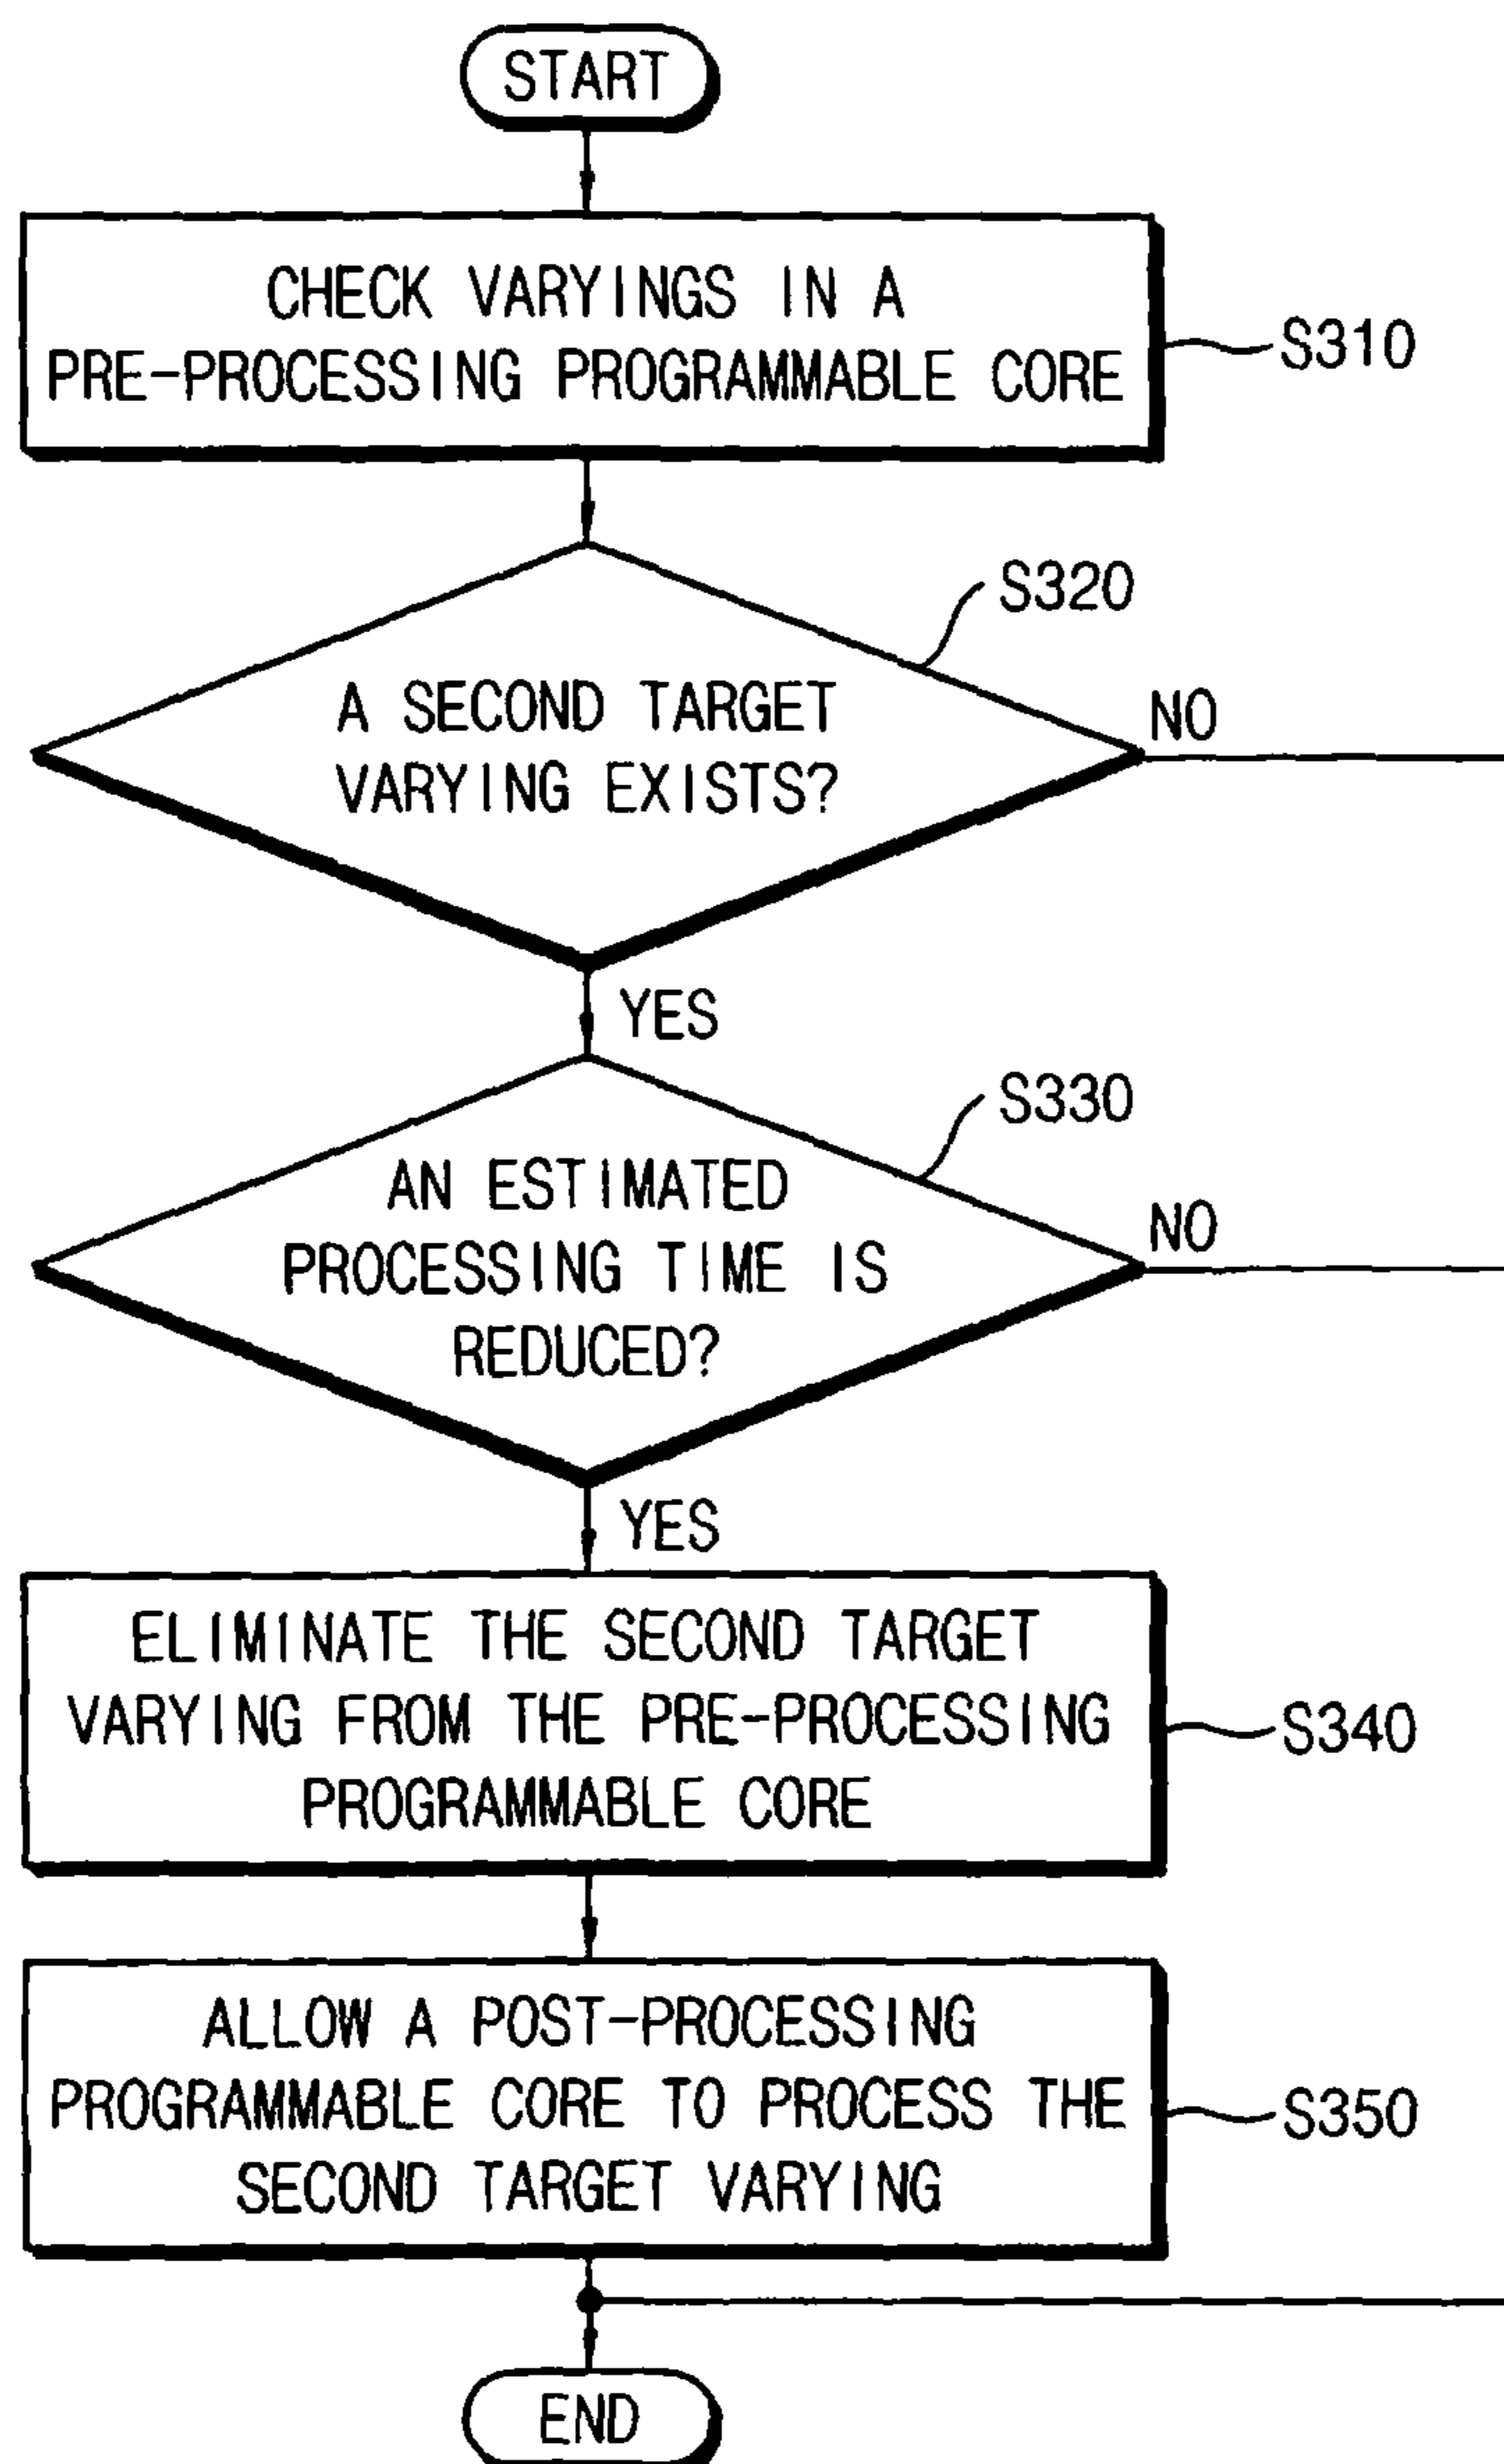 START
CHECK VARYINGS IN A
PRE-PROCESSING PROGRAMMABLE CORE
S310
S320
A SECOND TARGET
VARYING EXISTS?
NO
YES
S330
AN ESTIMATED
PROCESSING TIME IS
REDUCED?
NO
YES
ELIMINATE THE SECOND TARGET
VARYING FROM THE PRE-PROCESSING
PROGRAMMABLE CORE
S340
ALLOW A POST-PROCESSING
PROGRAMMABLE CORE TO PROCESS THE
SECOND TARGET VARYING
S350
END